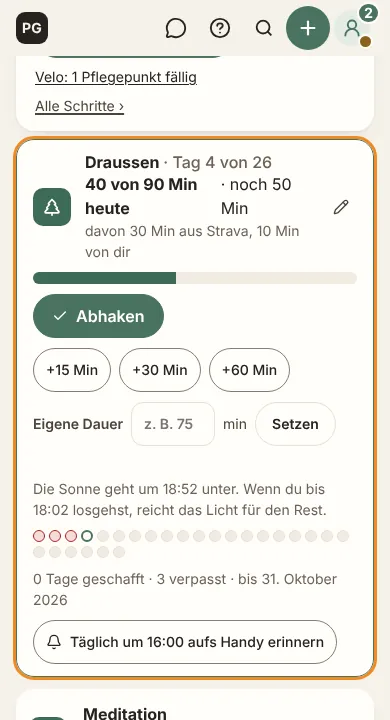 PG
2
Velo: 1 Pflegepunkt fällig
Alle Schritte ›
Draussen · Tag 4 von 26
40 von 90 Min heute · noch 50 Min
davon 30 Min aus Strava, 10 Min
von dir
Abhaken
+15 Min +30 Min +60 Min
Eigene Dauer z. B. 75 min Setzen
Die Sonne geht um 18:52 unter. Wenn du bis
18:02 losgehst, reicht das Licht für den Rest.
0 Tage geschafft · 3 verpasst · bis 31. Oktober
2026
Täglich um 16:00 aufs Handy erinnern
Meditation